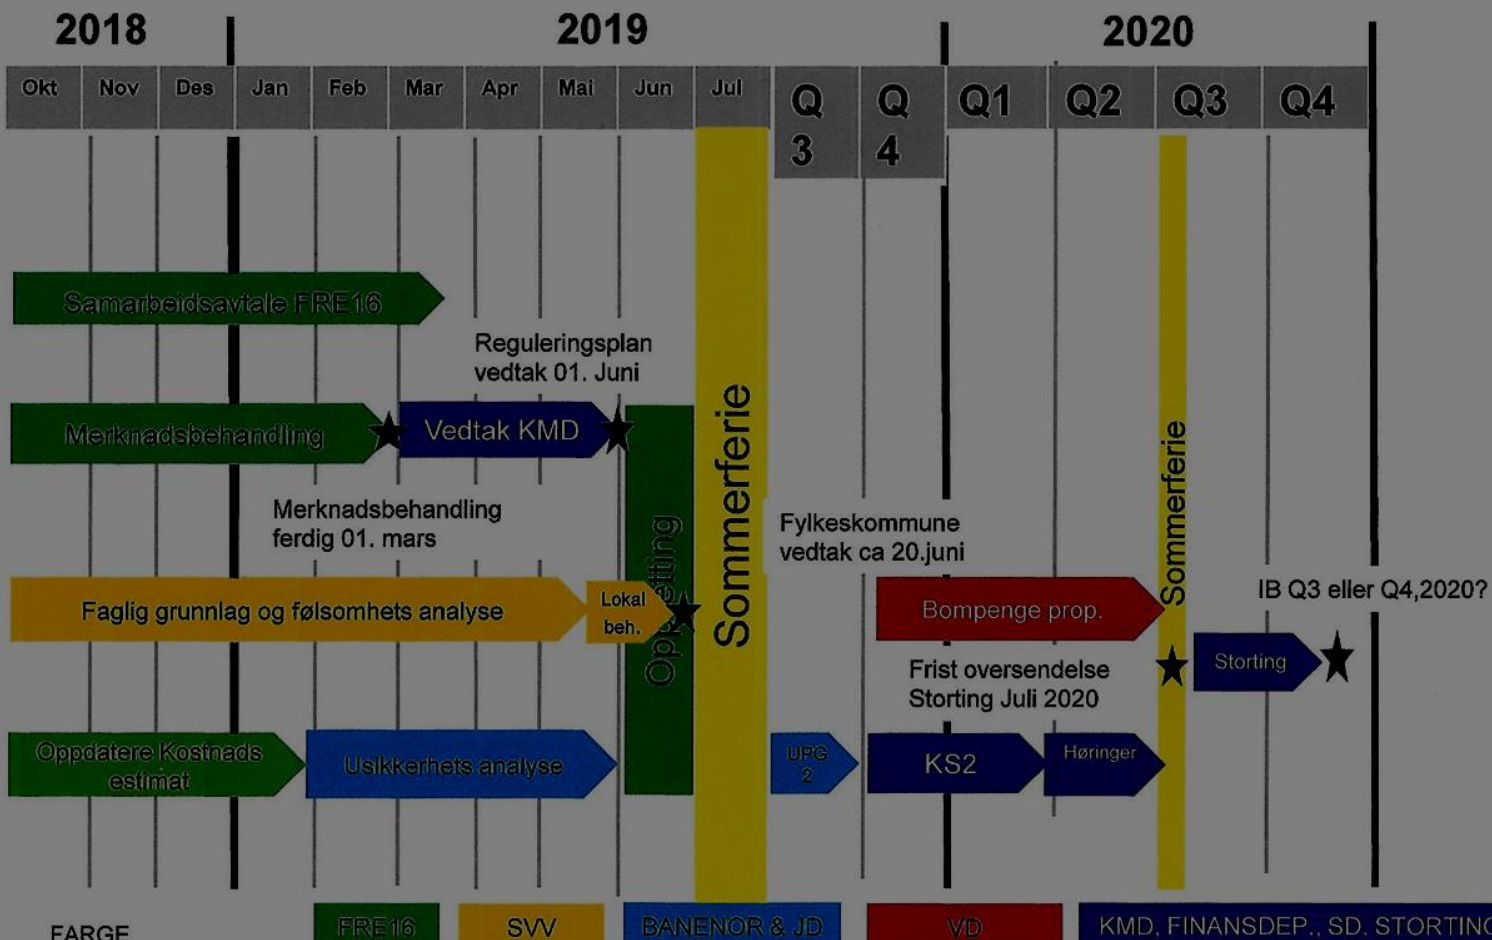 2018 2019 2020
Okt Nov Des Jan Feb Mar Apr Mai Jun Jul Q Q Q1 Q2 Q3 Q4
3 4
Samarbeidsavtale FRE16
Reguleringsplan
vedtak 01. Juni
Merknadsbehandling
Vedtak KMD
Merknadsbehandling
ferdig 01. mars
Oppretting
Sommerferie
Fylkeskommune
vedtak ca 20.juni
Sommerferie
Faglig grunnlag og følsomhets analyse
Lokal
beh.
Bompenge prop.
IB Q3 eller Q4,2020?
Frist oversendelse
Storting Juli 2020
Storting
Oppdatere Kostnads
estimat
Usikkerhets analyse
UPG
2
KS2
Høringer
FARGE
FRE16
SVV
BANENOR & JD
VD
KMD, FINANSDEP., SD. STORTING